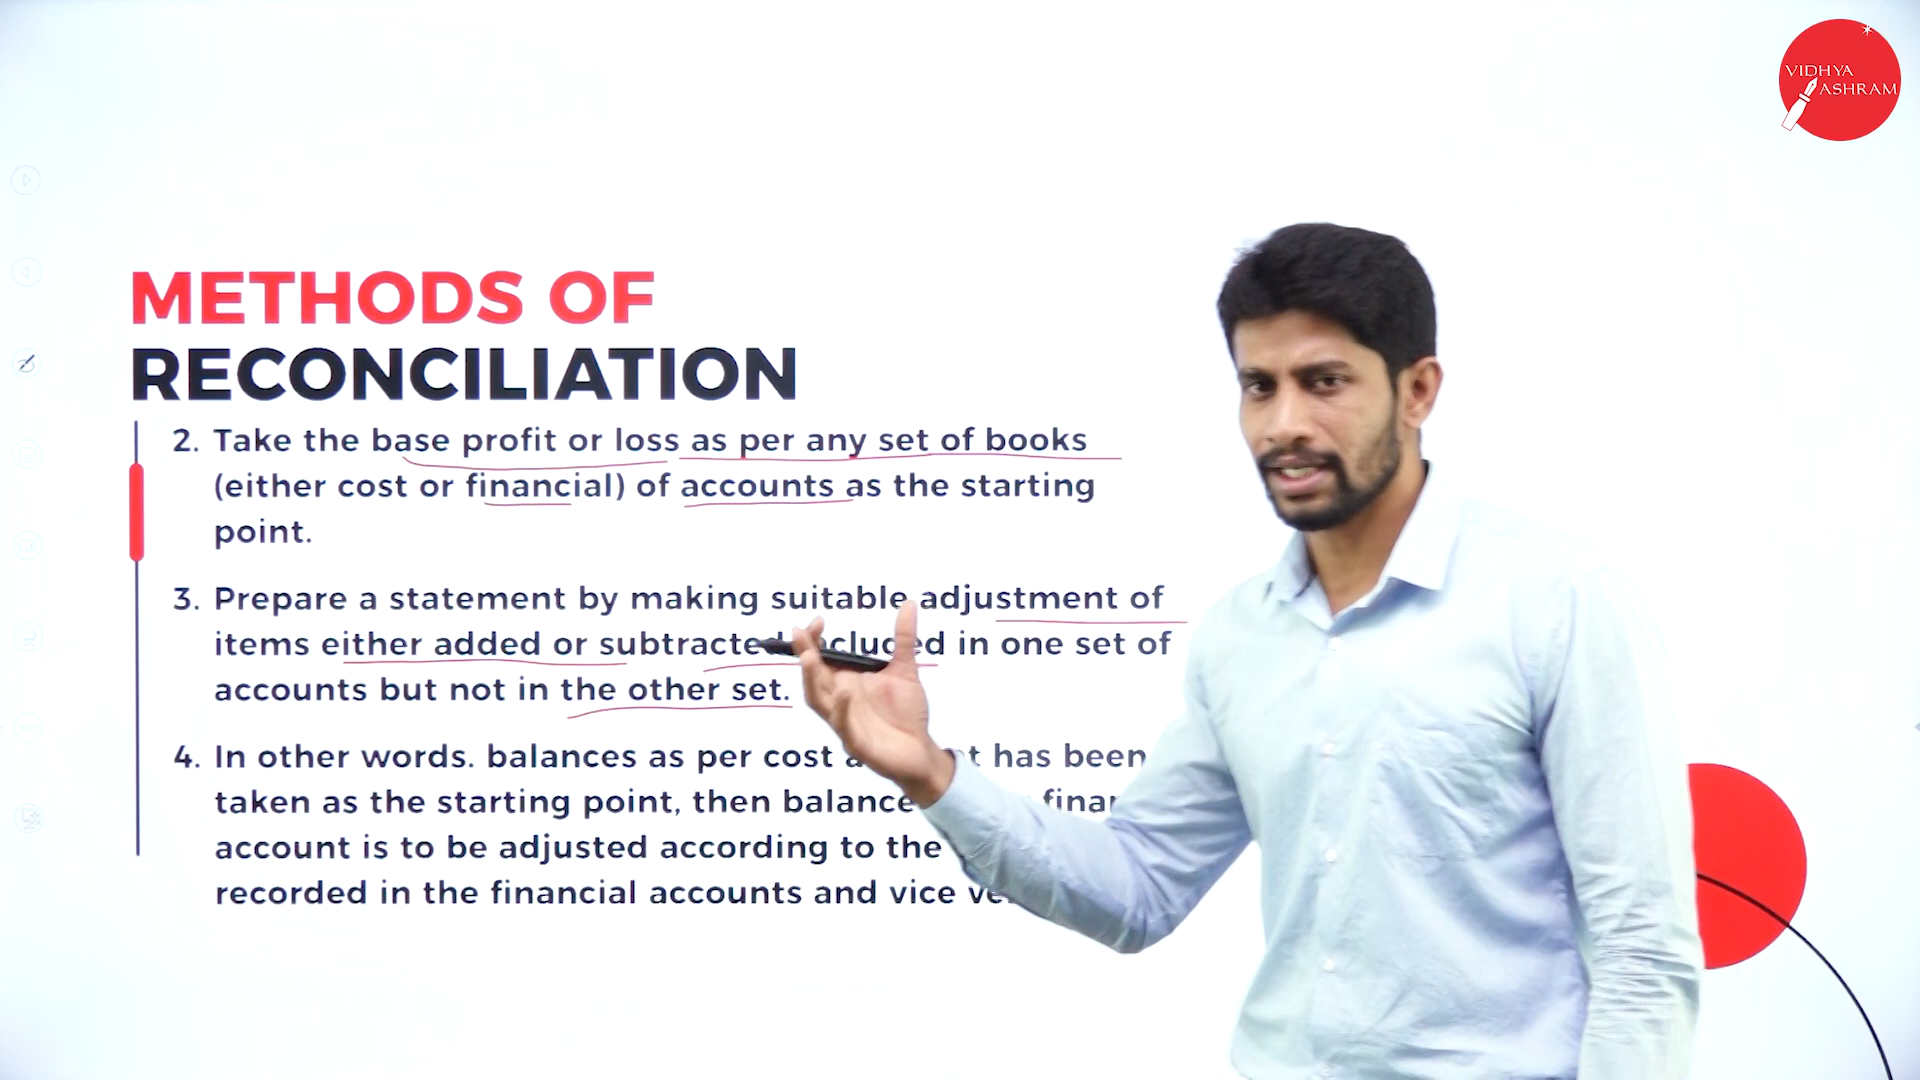 VIDHYA
ASHRAM
METHODS OF
RECONCILIATION
2. Take the base profit or loss as per any set of books
(either cost or financial) of accounts as the starting
point.
3. Prepare a statement by making suitable adjustment of
items either added or subtracted included in one set of
accounts but not in the other set.
4. In other words. balances as per cost has been
taken as the starting point, then balance
account is to be adjusted according to the
recorded in the financial accounts and vice